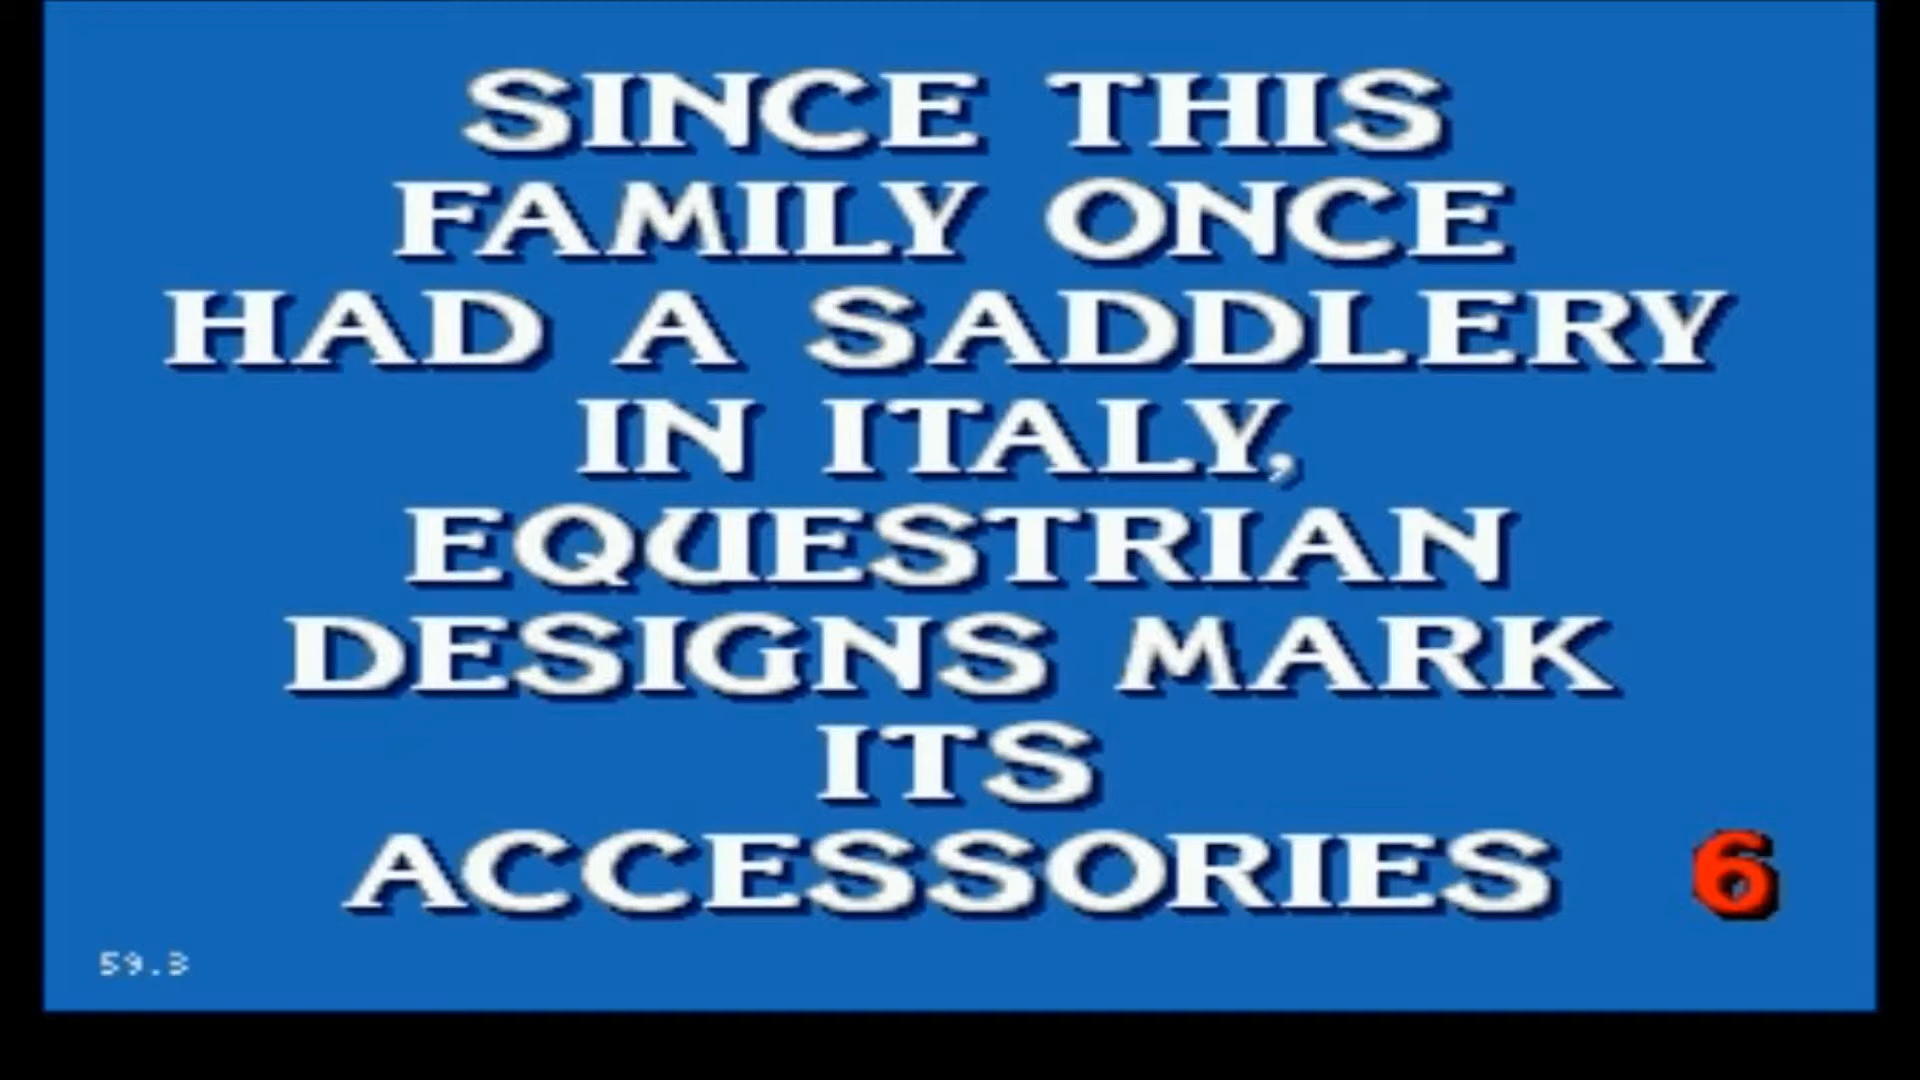 SINCE THIS
FAMILY ONCE
HAD A SADDLERY
IN ITALY,
EQUESTRIAN
DESIGNS MARK
ITS
ACCESSORIES 6
59.3